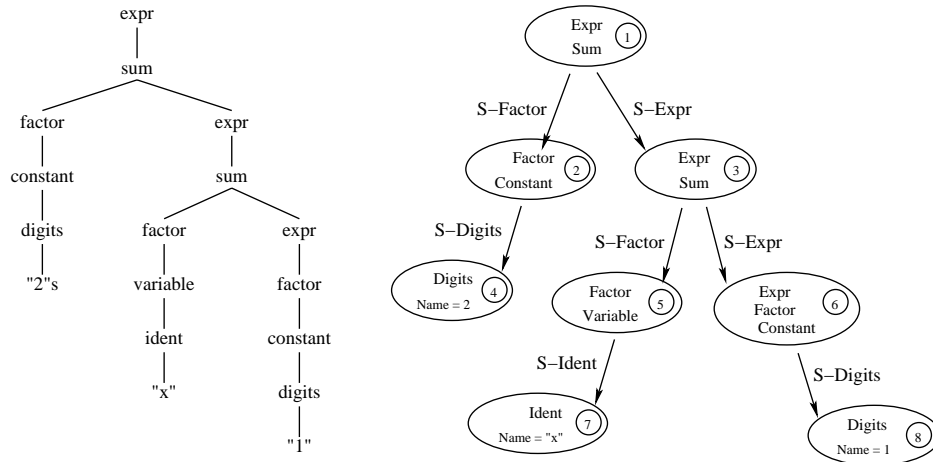 expr
sum
factor
expr
constant
sum
digits
factor
expr
"2"s
variable
factor
ident
constant
"x"
digits
"1"
Expr
Sum
1
S−Factor
S−Expr
Factor
Constant
2
Expr
Sum
3
S−Digits
S−Factor
S−Expr
Digits
Name = 2
4
Factor
Variable
5
Expr
Factor
Constant
6
S−Ident
S−Digits
Ident
Name = "x"
7
Digits
Name = 1
8